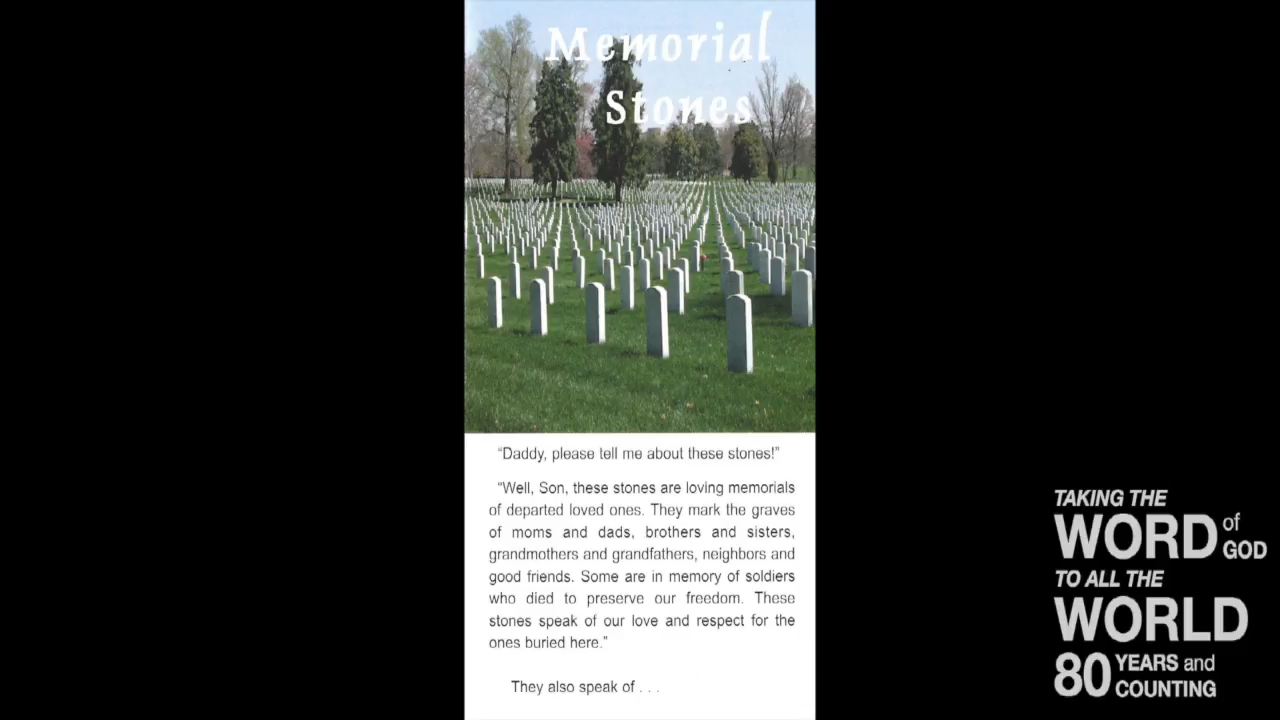 Memorial
Stones
“Daddy, please tell me about these stones!”
“Well, Son, these stones are loving memorials
of departed loved ones. They mark the graves
of moms and dads, brothers and sisters,
grandmothers and grandfathers, neighbors and
good friends. Some are in memory of soldiers
who died to preserve our freedom. These
stones speak of our love and respect for the
ones buried here.”
They also speak of . . .
TAKING THE
WORD of GOD
TO ALL THE
WORLD
80 YEARS and
COUNTING